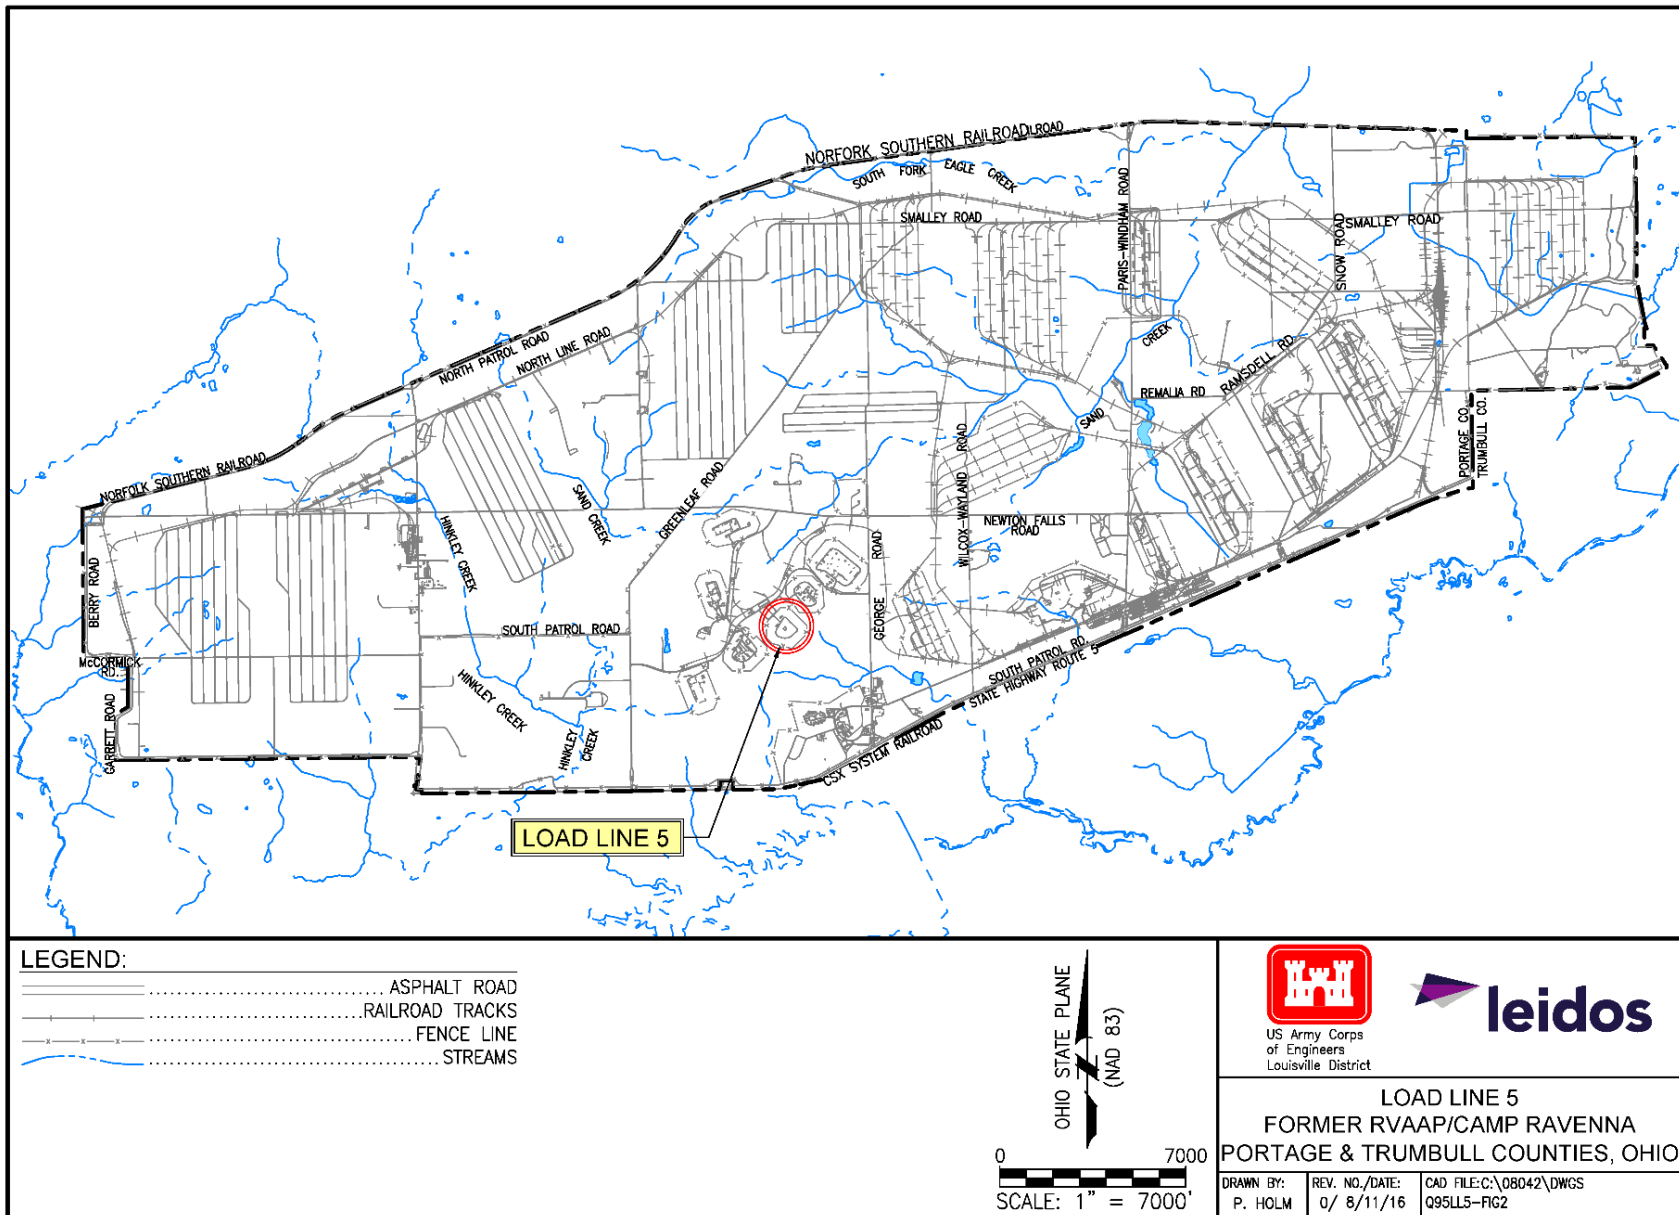 NORFORK SOUTHERN RAILROADLROAD
SOUTH FORK EAGLE CREEK
SMALLEY ROAD
PARIS-WINDHAM ROAD
SNOW ROAD
SMALLEY ROAD
NORTH PATROL ROAD
NORTH LINE ROAD
CREEK
RAMSDELL RD.
REMALIA RD
SAND
PORTAGE CO.
TRUMBULL CO.
NORFOLK SOUTHERN RAILROAD
SAND CREEK
GREENLEAF ROAD
WILCOX-WAYLAND ROAD
NEWTON FALLS
ROAD
HINKLEY CREEK
BERRY ROAD
GEORGE ROAD
SOUTH PATROL ROAD
McCORMICK
RD.
SOUTH PATROL RD.
STATE HIGHWAY ROUTE 5
HINKLEY CREEK
GARRETT ROAD
HINKLEY
CREEK
CSX SYSTEM RAILROAD
LOAD LINE 5
LEGEND:
ASPHALT ROAD
RAILROAD TRACKS
FENCE LINE
STREAMS
OHIO STATE PLANE
(NAD 83)
N
0 7000
SCALE: 1" = 7000'
US Army Corps
of Engineers
Louisville District
leidos
LOAD LINE 5
FORMER RVAAP/CAMP RAVENNA
PORTAGE & TRUMBULL COUNTIES, OHIO
DRAWN BY:
P. HOLM
REV. NO./DATE:
0/ 8/11/16
CAD FILE:C:\08042\DWGS
Q95LL5-FIG2